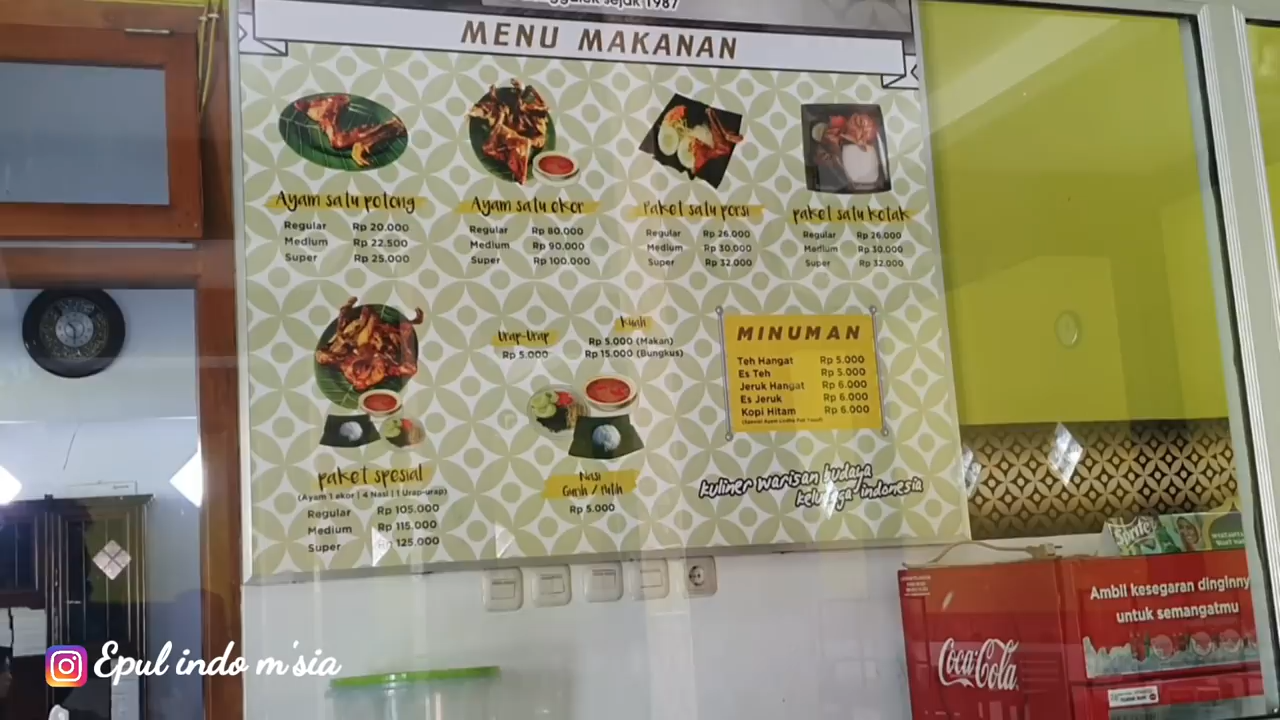 sejak 1987
MENU MAKANAN
Ayam satu potong
Regular Rp 20.000
Medium Rp 22.500
Super Rp 25.000
Ayam satu ekor
Regular Rp 80.000
Medium Rp 90.000
Super Rp 100.000
Paket satu porsi
Regular Rp 26.000
Medium Rp 30.000
Super Rp 32.000
paket satu kotak
Regular Rp 26.000
Medium Rp 30.000
Super Rp 32.000
paket spesial
(Ayam 1 ekor | 4 Nasi | 1 Urap-urap)
Regular Rp 105.000
Medium Rp 115.000
Super Rp 125.000
Urap-Urap
Rp 5.000
Kuah
Rp 5.000 (Makan)
Rp 15.000 (Bungkus)
Nasi
Gurih / Putih
Rp 5.000
MINUMAN
Teh Hangat Rp 5.000
Es Teh Rp 5.000
Jeruk Hangat Rp 6.000
Es Jeruk Rp 6.000
Kopi Hitam Rp 6.000
kuliner warisan budaya
keluarga indonesia
Sprite
Ambil kesegaran dinginny
untuk semangatmu
Coca-Cola
Epul indo m'sia